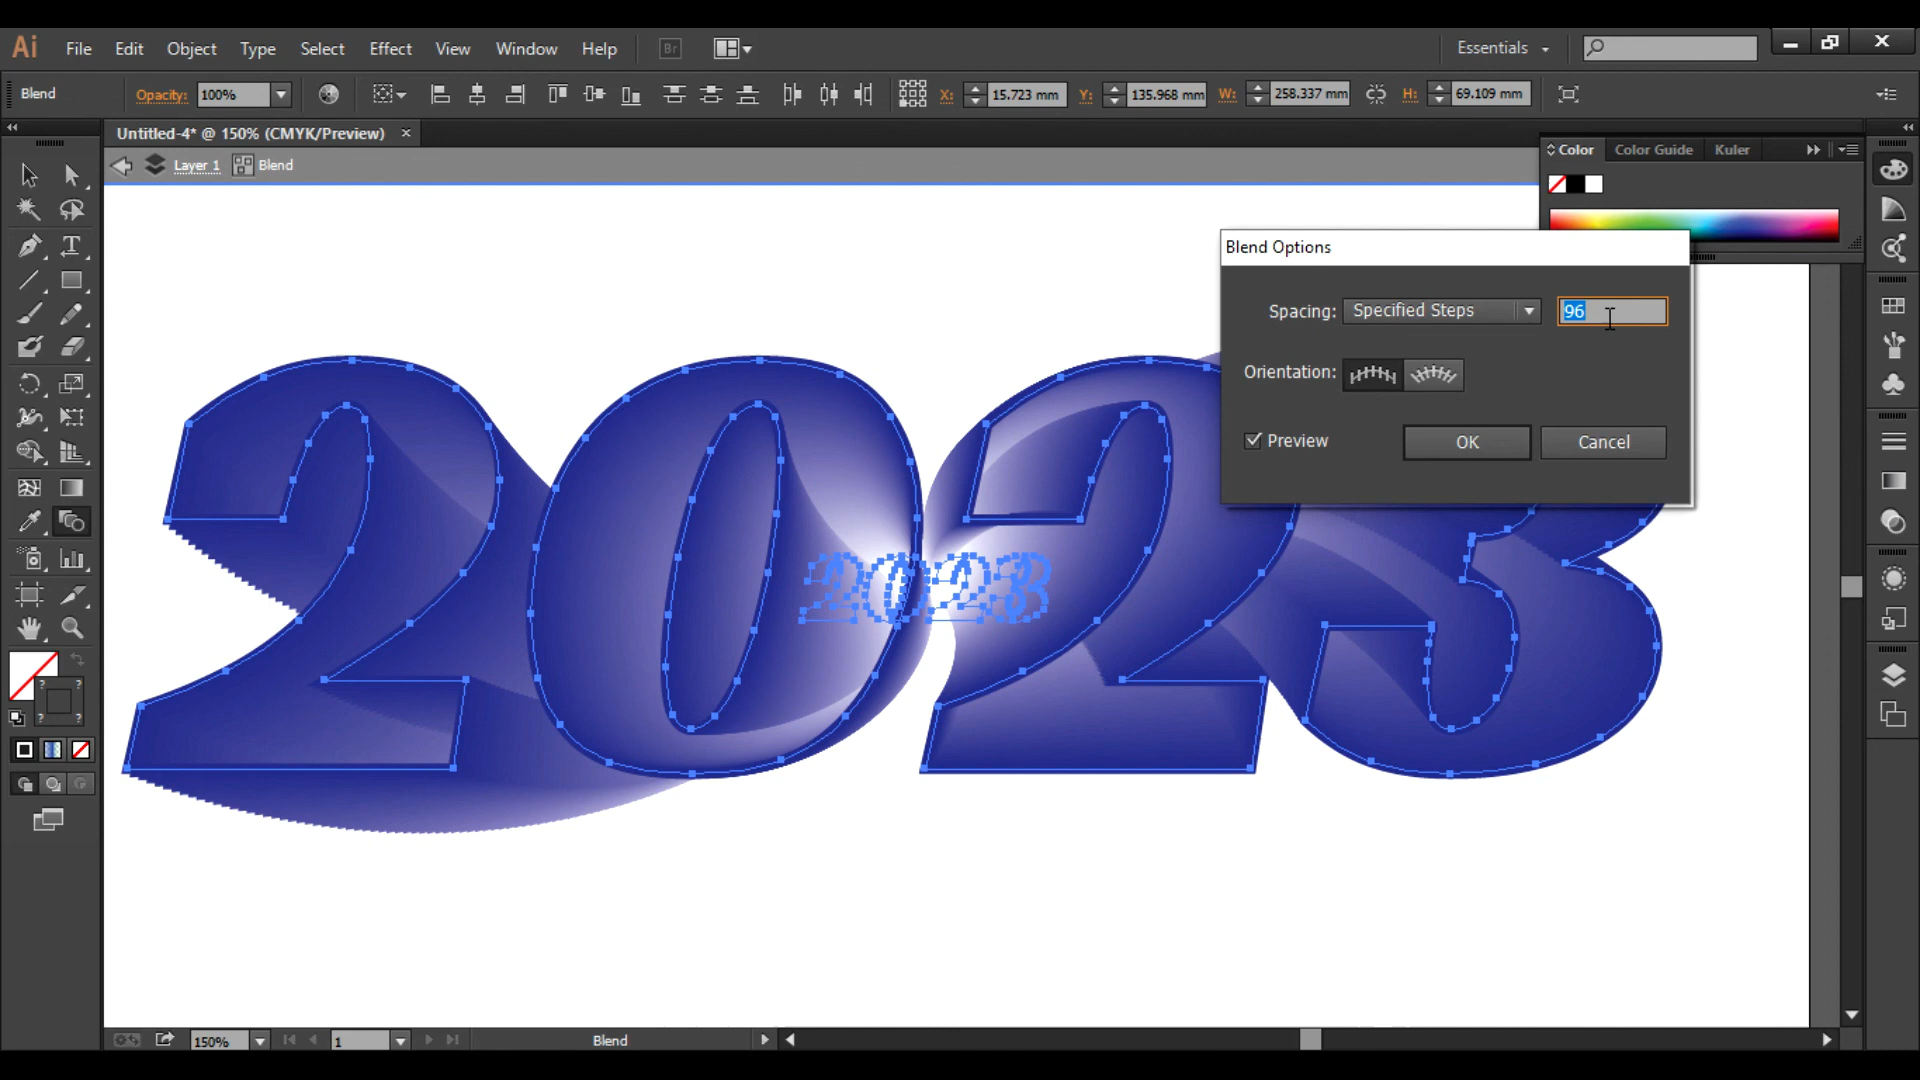 Ai File Edit Object Type Select Effect View Window Help Br Essentials
Blend Opacity: 100% X: 15.723 mm Y: 135.968 mm W: 258.337 mm H: 69.109 mm
Untitled-4* @ 150% (CMYK/Preview) ×
Layer 1 Blend
Color Color Guide Kuler
Blend Options
Spacing: Specified Steps 96
Orientation:
Preview OK Cancel
2023
2023
? ?
? ?
150% 1 Blend